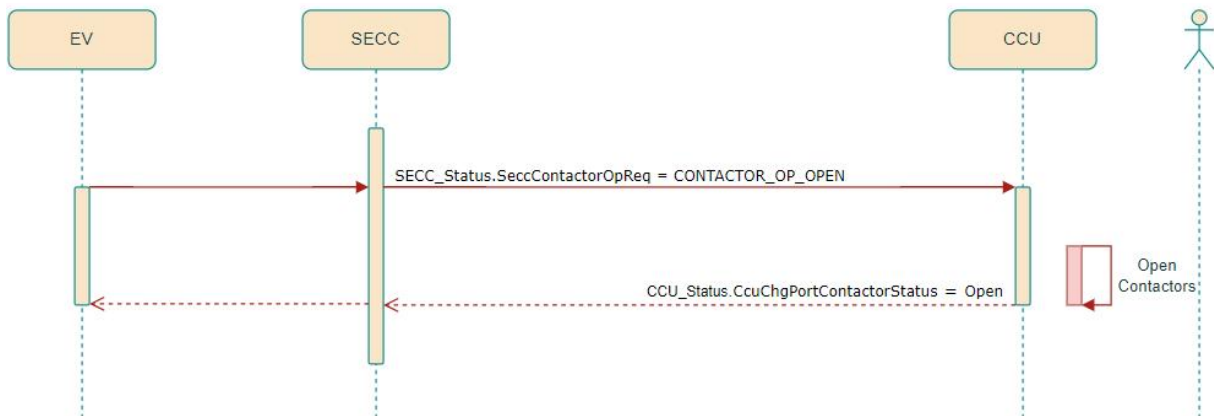 EV
SECC
CCU
SECC_Status.SeccContactorOpReq = CONTACTOR_OP_OPEN
Open
Contactors
CCU_Status.CcuChgPortContactorStatus = Open